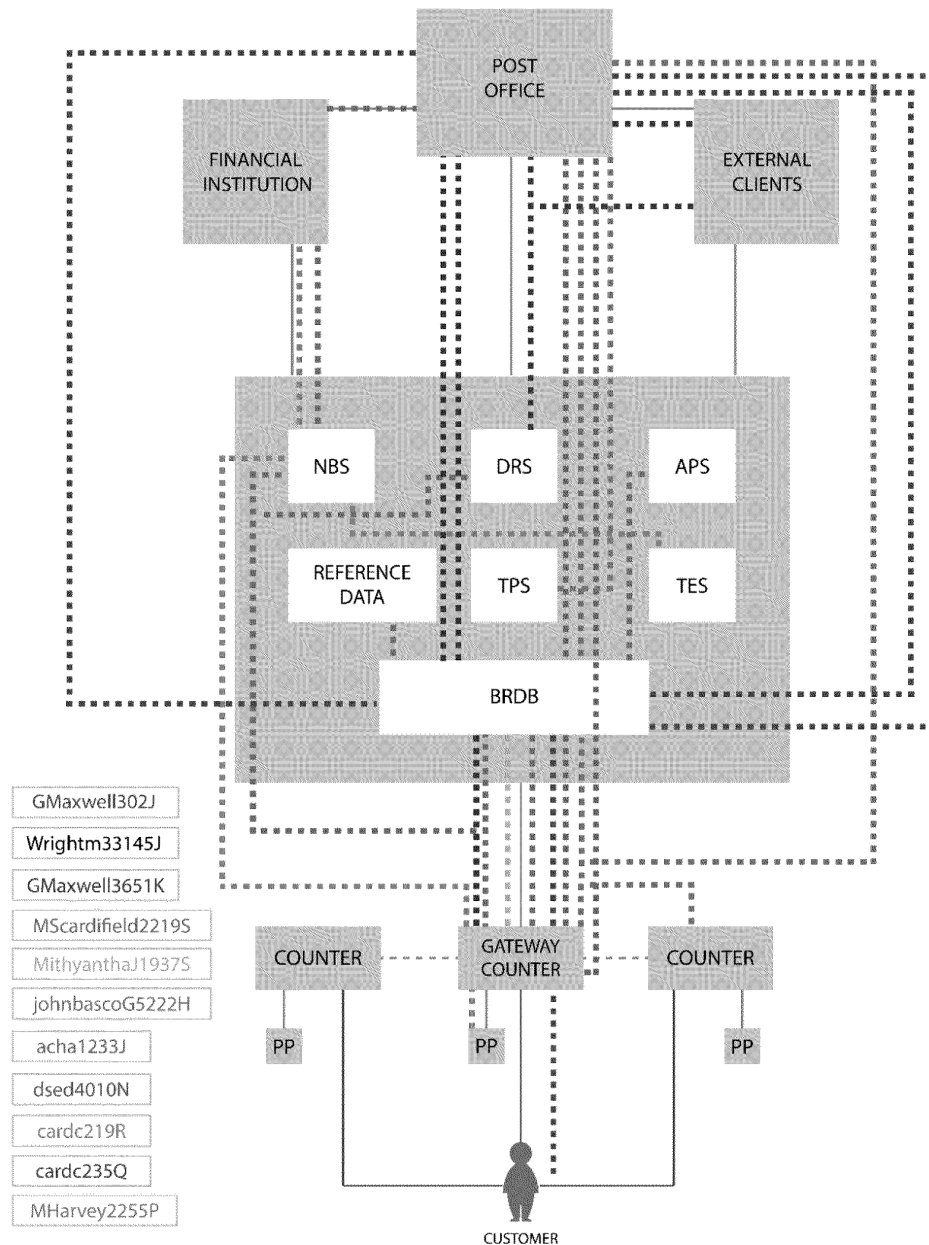 POST
OFFICE
FINANCIAL
INSTITUTION
EXTERNAL
CLIENTS
NBS
DRS
APS
REFERENCE
DATA
TPS
TES
BRDB
GMaxwell302J
Wrightm33145J
GMaxwell3651K
MScardifield2219S
MithyanthaJ1937S
johnbascoG5222H
acha1233J
dsed4010N
cardc219R
cardc235Q
MHarvey2255P
COUNTER
GATEWAY
COUNTER
COUNTER
PP
PP
PP
CUSTOMER